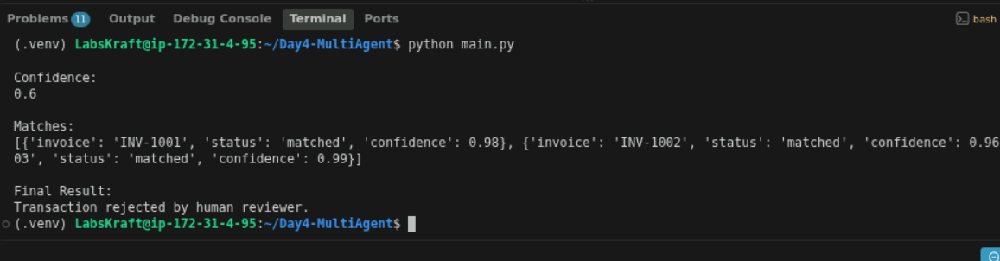 Problems 11 Output Debug Console Terminal Ports bash
(.venv) LabsKraft@ip-172-31-4-95:~/Day4-MultiAgent$ python main.py
Confidence:
0.6
Matches:
[{'invoice': 'INV-1001', 'status': 'matched', 'confidence': 0.98}, {'invoice': 'INV-1002', 'status': 'matched', 'confidence': 0.96
03', 'status': 'matched', 'confidence': 0.99}]
Final Result:
Transaction rejected by human reviewer.
(.venv) LabsKraft@ip-172-31-4-95:~/Day4-MultiAgent$